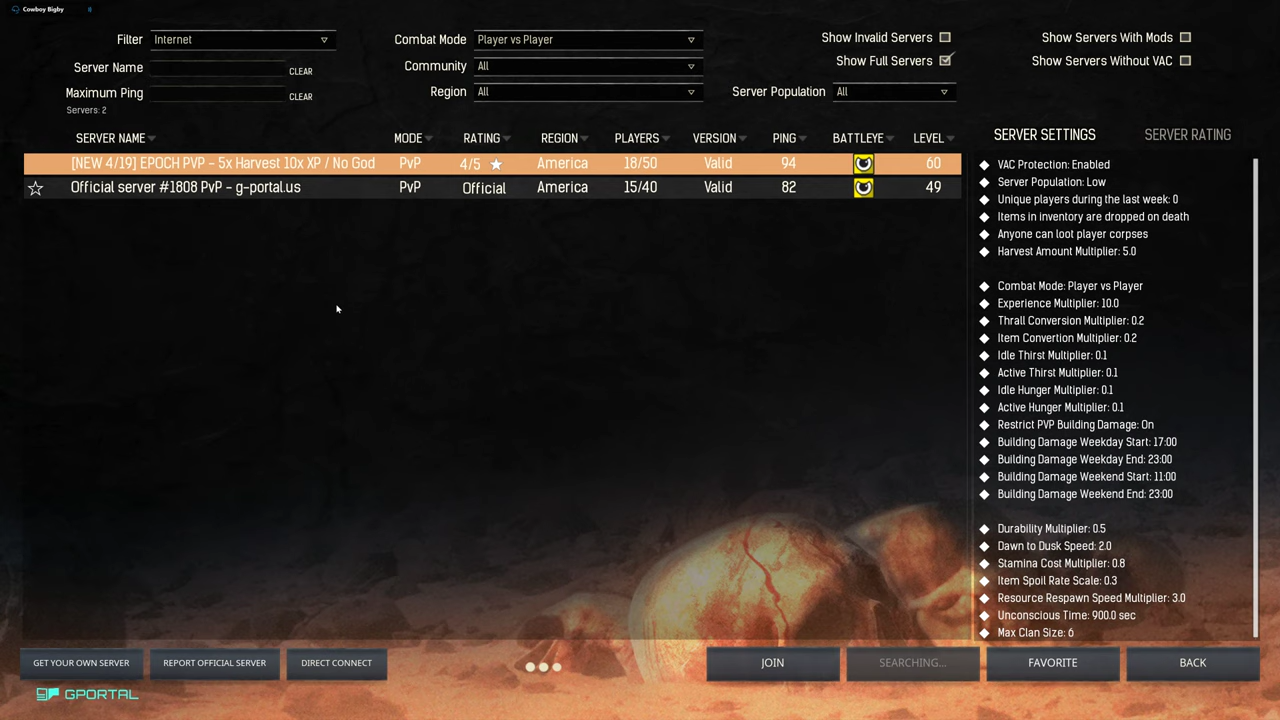 Cowboy Bigby 8
Filter Internet
Server Name CLEAR
Maximum Ping CLEAR
Servers: 2
Combat Mode Player vs Player
Community All
Region All
Show Invalid Servers
Show Full Servers
Server Population All
Show Servers With Mods
Show Servers Without VAC
SERVER NAME MODE RATING REGION PLAYERS VERSION PING BATTLEYE LEVEL
[NEW 4/19] EPOCH PVP - 5x Harvest 10x XP / No God PvP 4/5 America 18/50 Valid 94 60
Official server #1808 PvP - g-portal.us PvP Official America 15/40 Valid 82 49
SERVER SETTINGS SERVER RATING
VAC Protection: Enabled
Server Population: Low
Unique players during the last week: 0
Items in inventory are dropped on death
Anyone can loot player corpses
Harvest Amount Multiplier: 5.0
Combat Mode: Player vs Player
Experience Multiplier: 10.0
Thrall Conversion Multiplier: 0.2
Item Convertion Multiplier: 0.2
Idle Thirst Multiplier: 0.1
Active Thirst Multiplier: 0.1
Idle Hunger Multiplier: 0.1
Active Hunger Multiplier: 0.1
Restrict PVP Building Damage: On
Building Damage Weekday Start: 17:00
Building Damage Weekday End: 23:00
Building Damage Weekend Start: 11:00
Building Damage Weekend End: 23:00
Durability Multiplier: 0.5
Dawn to Dusk Speed: 2.0
Stamina Cost Multiplier: 0.8
Item Spoil Rate Scale: 0.3
Resource Respawn Speed Multiplier: 3.0
Unconscious Time: 900.0 sec
Max Clan Size: 6
GET YOUR OWN SERVER REPORT OFFICIAL SERVER DIRECT CONNECT JOIN SEARCHING... FAVORITE BACK
GPORTAL